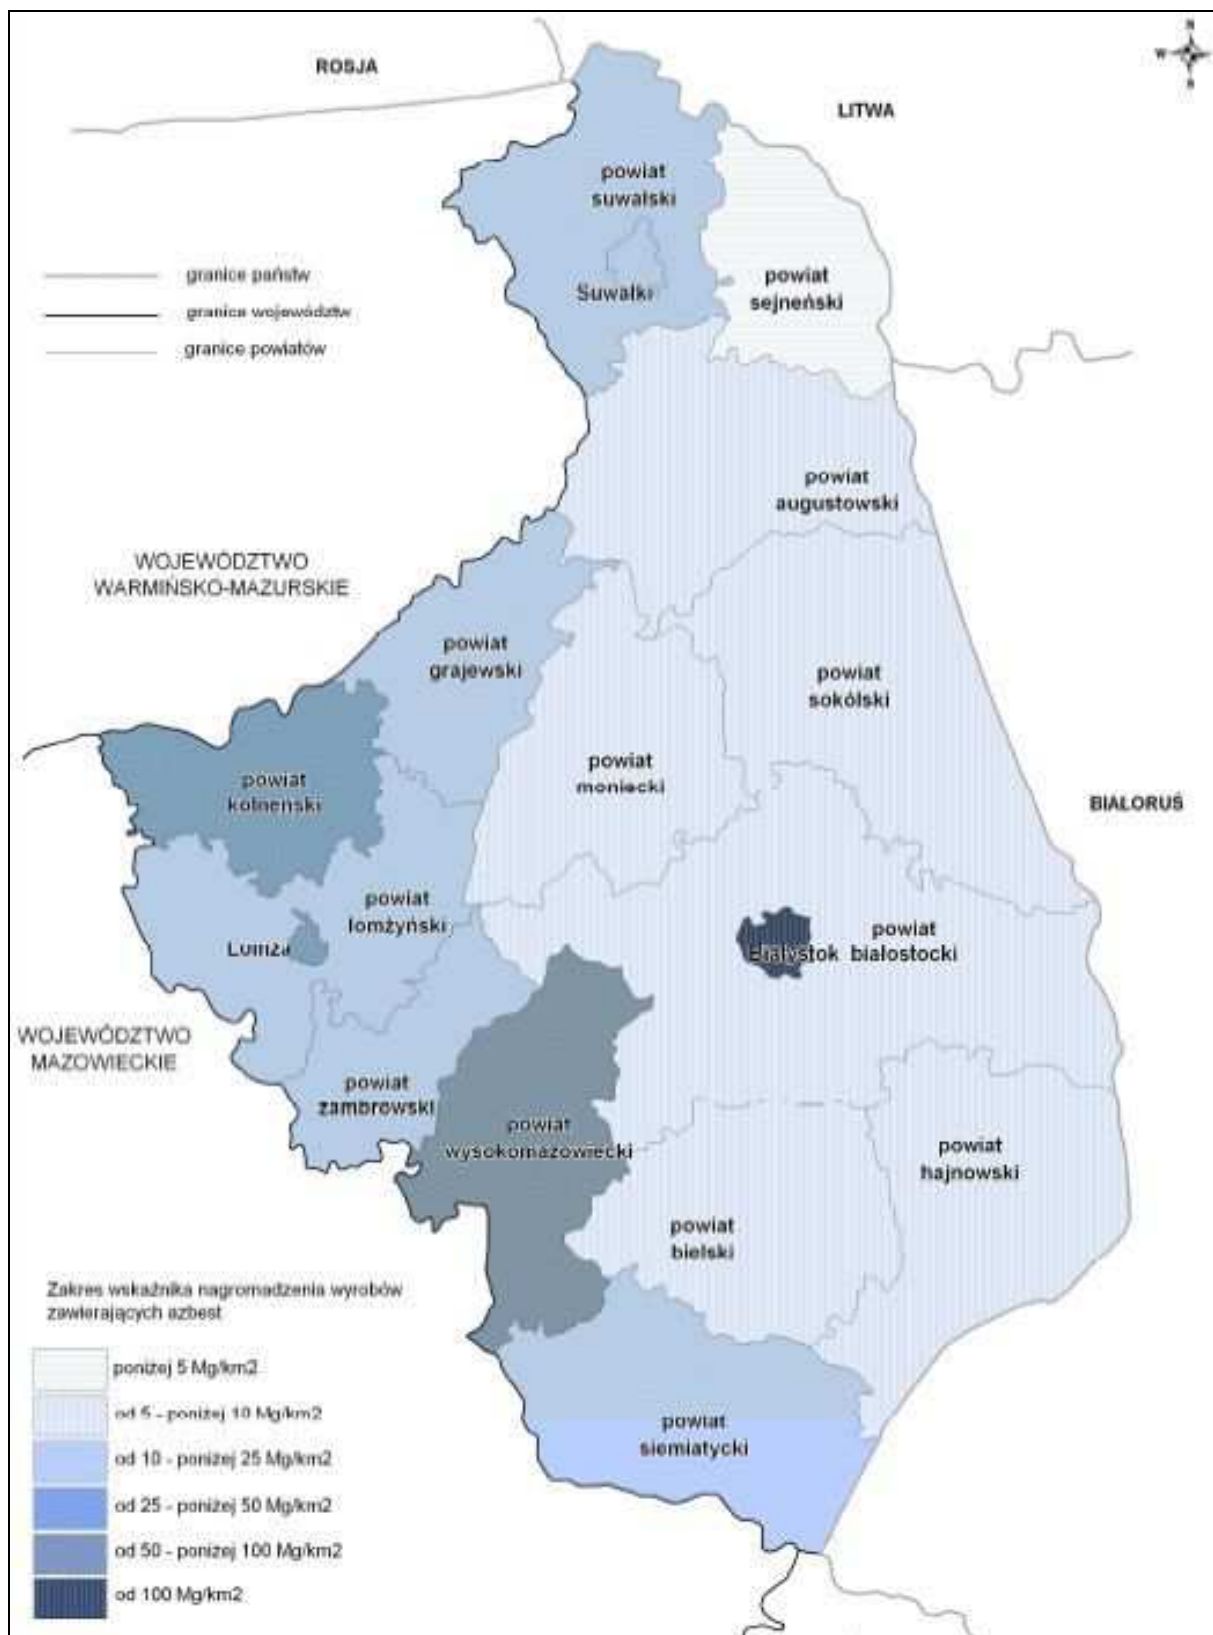 N
W
S
ROSJA
LITWA
powiat
suwalski
Suwałki
powiat
sejneński
granice państw
granice województw
granice powiatów
powiat
augustowski
WOJEWÓDZTWO
WARMIŃSKO-MAZURSKIE
powiat
grajewski
powiat
sokólski
powiat
moniecki
powiat
kolneński
BIAŁORUŚ
powiat
łomżyński
Łomża
powiat
białostocki
Białystok
WOJEWÓDZTWO
MAZOWIECKIE
powiat
zambrowski
powiat
wysokomazowiecki
powiat
hajnowski
powiat
bielski
Zakres wskaźnika nagromadzenia wyrobów
zawierających azbest
poniżej 5 Mg/km2
od 5 - poniżej 10 Mg/km2
od 10 - poniżej 25 Mg/km2
od 25 - poniżej 50 Mg/km2
od 50 - poniżej 100 Mg/km2
od 100 Mg/km2
powiat
siemiatycki